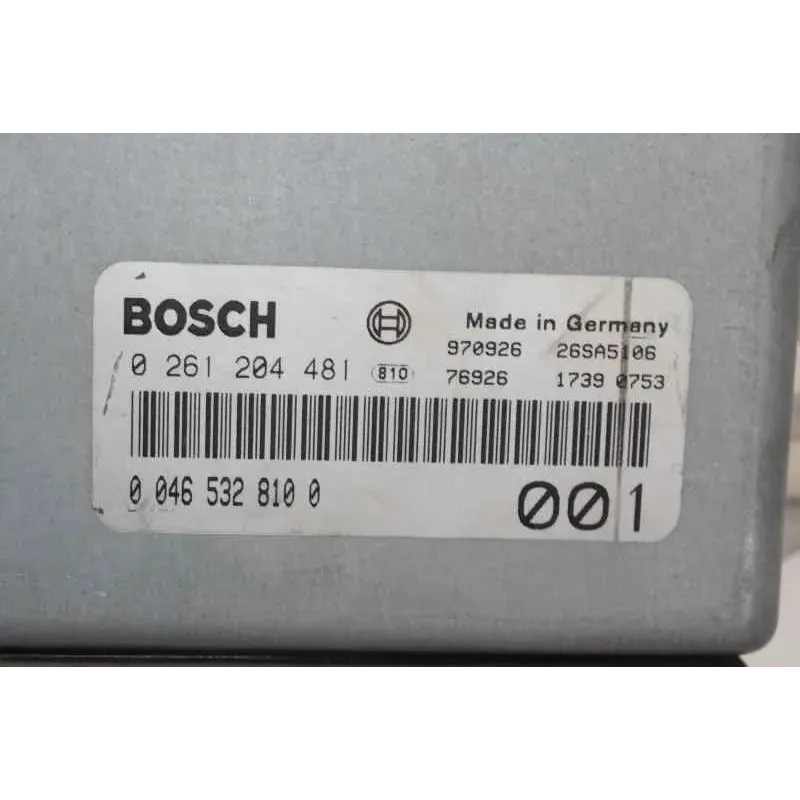 BOSCH
Made in Germany
970926 26SA5106
0 261 204 481 810 76926 1739 0753
0 046 532 810 0 001